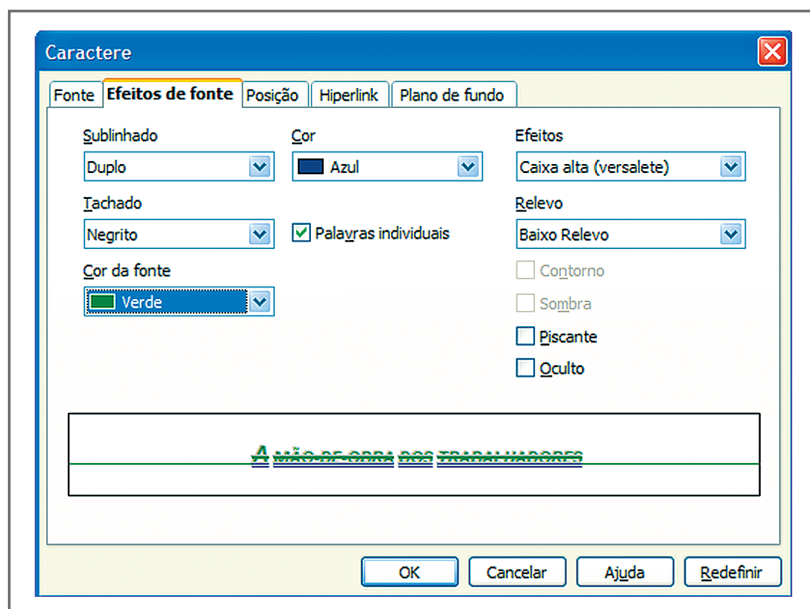 Caractere
Fonte Efeitos de fonte Posição Hiperlink Plano de fundo
Sublinhado Cor Efeitos
Duplo Azul Caixa alta (versalete)
Tachado Relevo
Negrito Palavras individuais Baixo Relevo
Cor da fonte Contorno
Verde Sombra
Piscante
Oculto
A MÃO-DE-OBRA DOS TRABALHADORES
OK Cancelar Ajuda Redefinir